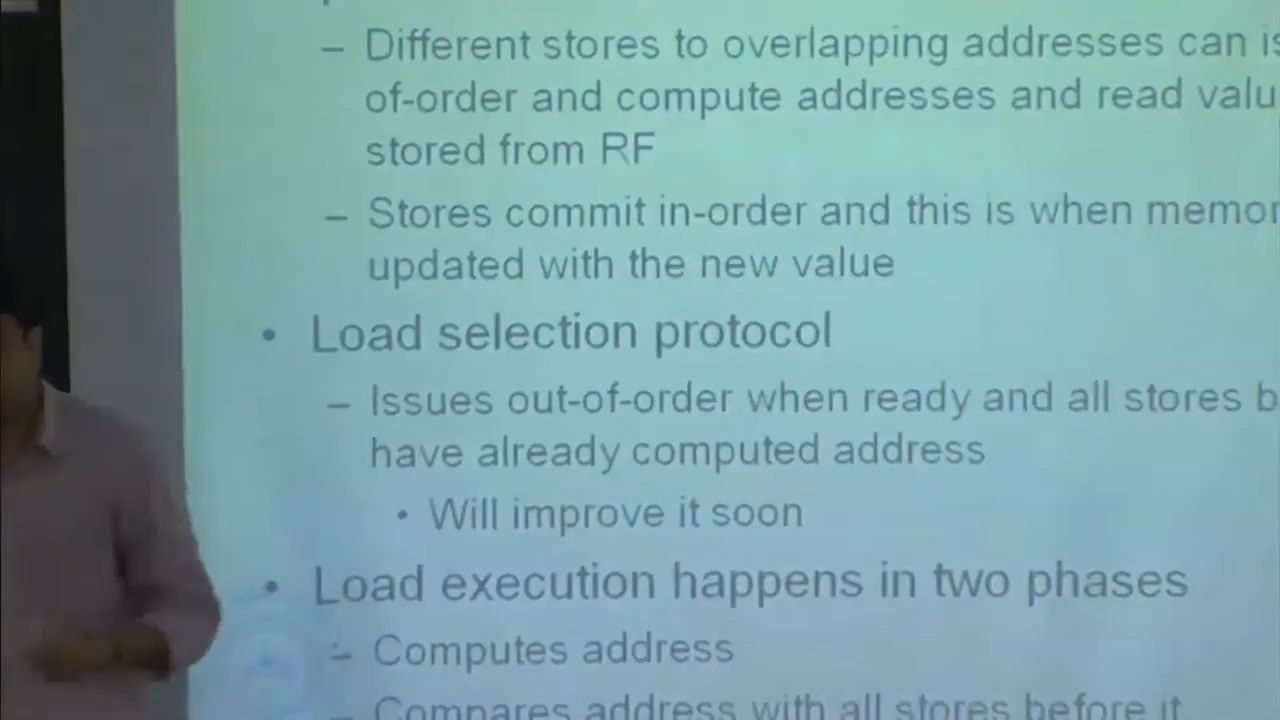 – Different stores to overlapping addresses can
of-order and compute addresses and read
stored from RF
– Stores commit in-order and this is when
updated with the new value
• Load selection protocol
– Issues out-of-order when ready and all stores
have already computed address
• Will improve it soon
• Load execution happens in two phases
– Computes address
– Compares address with all stores before it